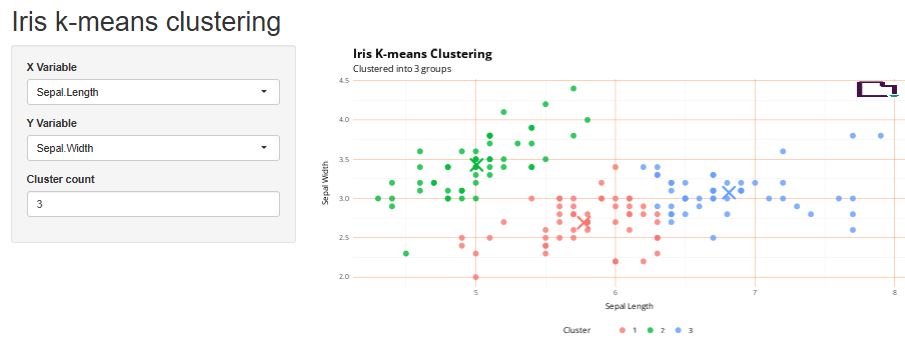 Iris k-means clustering
X Variable
Sepal.Length
Y Variable
Sepal.Width
Cluster count
3
Iris K-means Clustering
Clustered into 3 groups
4.5
4.0
3.5
3.0
2.5
2.0
Sepal Width
5 6 7 8
Sepal Length
Cluster 1 2 3